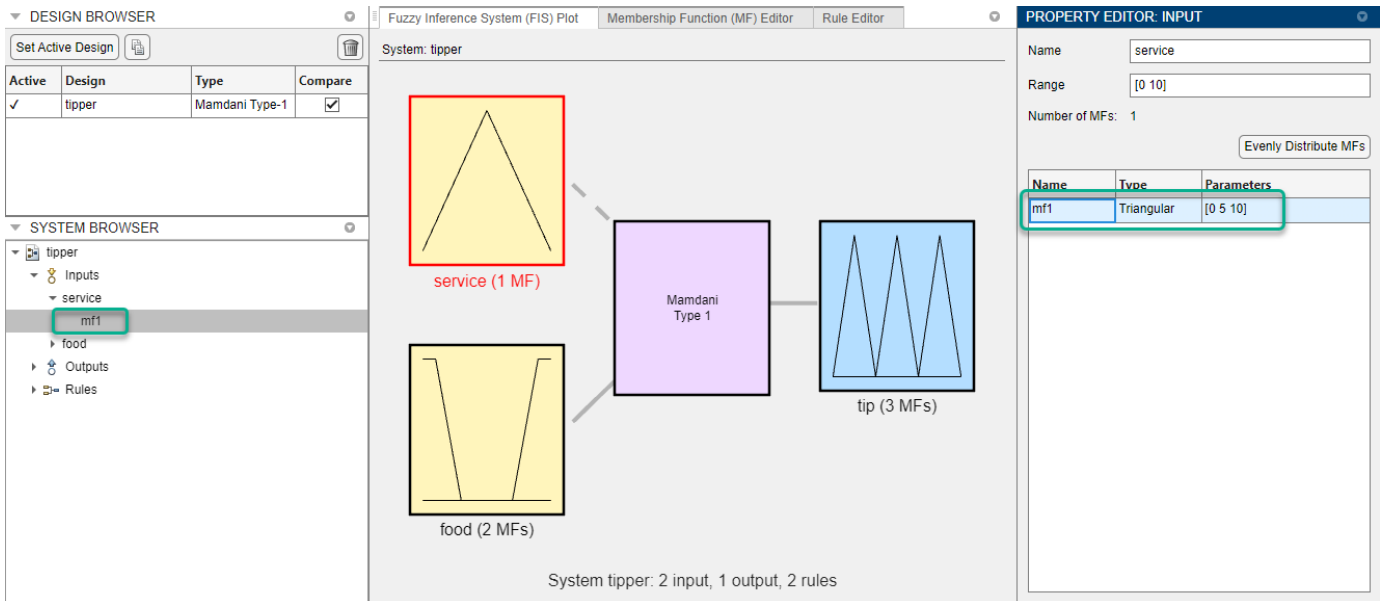 DESIGN BROWSER
Set Active Design
Active Design Type Compare
tipper Mamdani Type-1
SYSTEM BROWSER
tipper
Inputs
service
mf1
food
Outputs
Rules
Fuzzy Inference System (FIS) Plot Membership Function (MF) Editor Rule Editor
System: tipper
service (1 MF)
Mamdani
Type 1
tip (3 MFs)
food (2 MFs)
System tipper: 2 input, 1 output, 2 rules
PROPERTY EDITOR: INPUT
Name service
Range [0 10]
Number of MFs: 1
Evenly Distribute MFs
Name Type Parameters
mf1 Triangular [0 5 10]